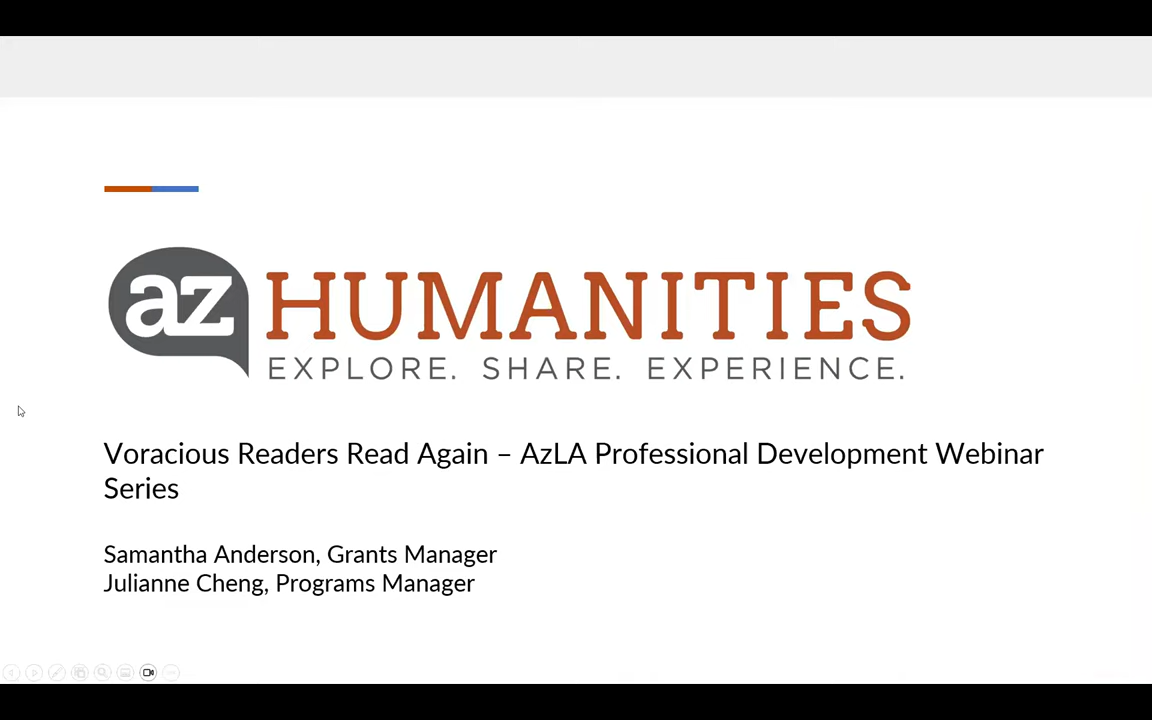 az HUMANITIES
EXPLORE. SHARE. EXPERIENCE.
Voracious Readers Read Again – AzLA Professional Development Webinar
Series
Samantha Anderson, Grants Manager
Julianne Cheng, Programs Manager